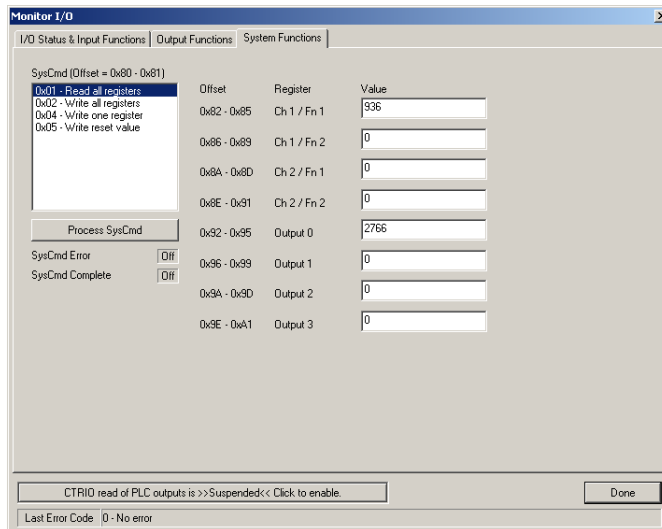 Monitor I/O
I/O Status & Input Functions Output Functions System Functions
SysCmd (Offset = 0x80 - 0x81)
0x01 - Read all registers
0x02 - Write all registers
0x04 - Write one register
0x05 - Write reset value
Process SysCmd
SysCmd Error Off
SysCmd Complete Off
Offset Register Value
0x82 - 0x85 Ch 1 / Fn 1 936
0x86 - 0x89 Ch 1 / Fn 2 0
0x8A - 0x8D Ch 2 / Fn 1 0
0x8E - 0x91 Ch 2 / Fn 2 0
0x92 - 0x95 Output 0 2766
0x96 - 0x99 Output 1 0
0x9A - 0x9D Output 2 0
0x9E - 0xA1 Output 3 0
CTRIO read of PLC outputs is >>Suspended<< Click to enable.
Done
Last Error Code 0 - No error